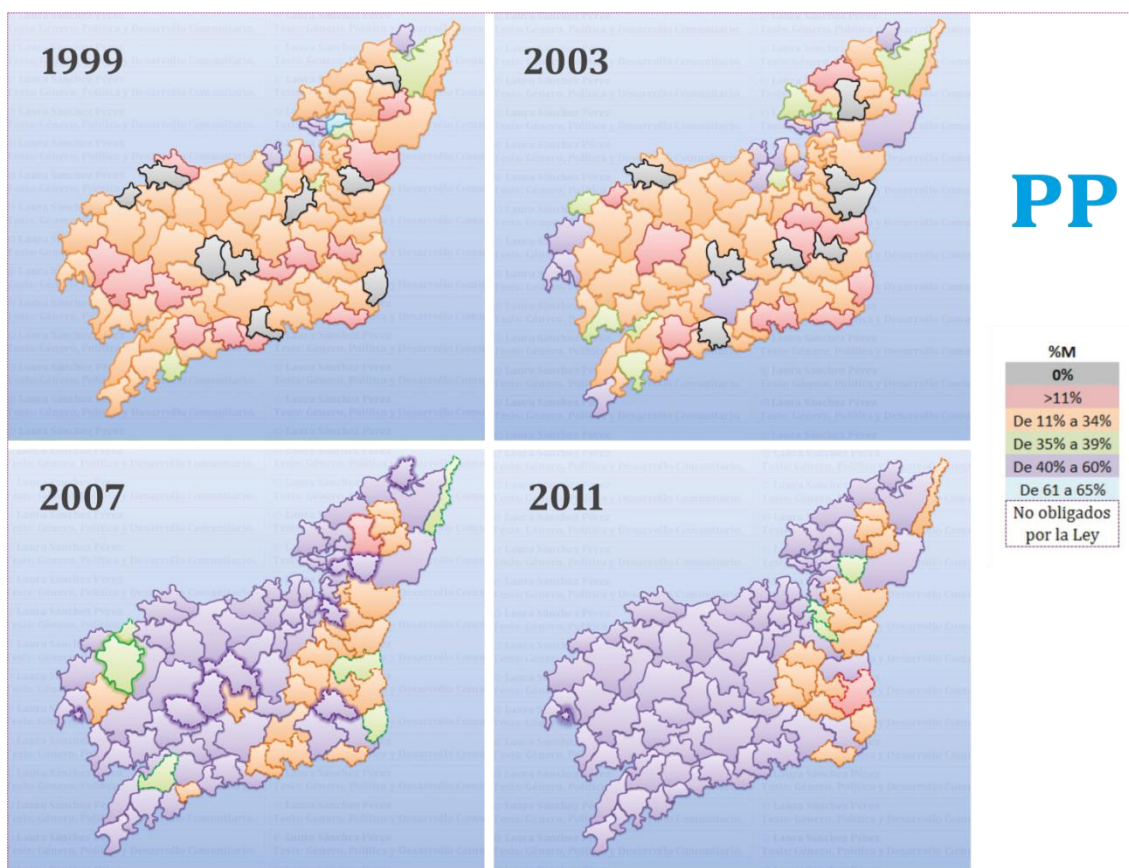 1999
2003
PP
%M
0%
>11%
De 11% a 34%
De 35% a 39%
De 40% a 60%
De 61 a 65%
No obligados
por la Ley
2007
2011
© Laura Sánchez Pérez
Tesis: Género, Política y Desarrollo Comunitario.